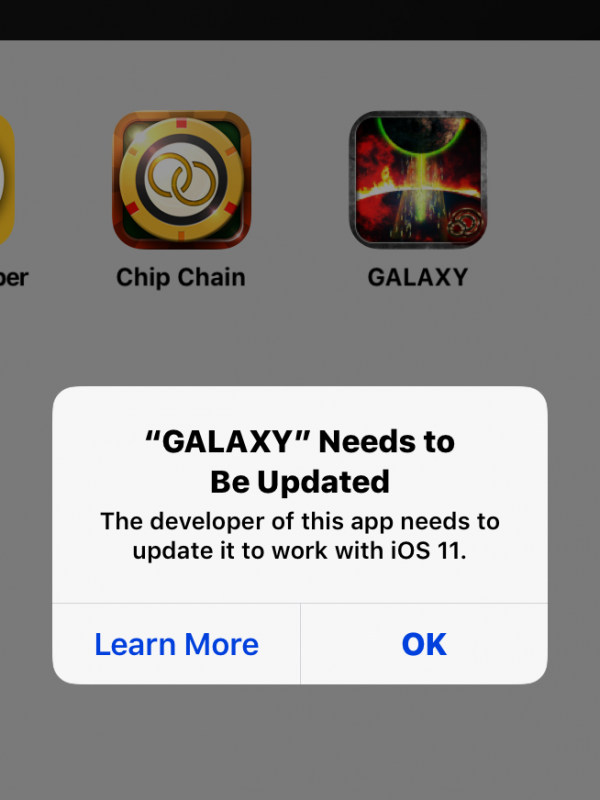 per
Chip Chain
GALAXY
“GALAXY” Needs to
Be Updated
The developer of this app needs to
update it to work with iOS 11.
Learn More
OK